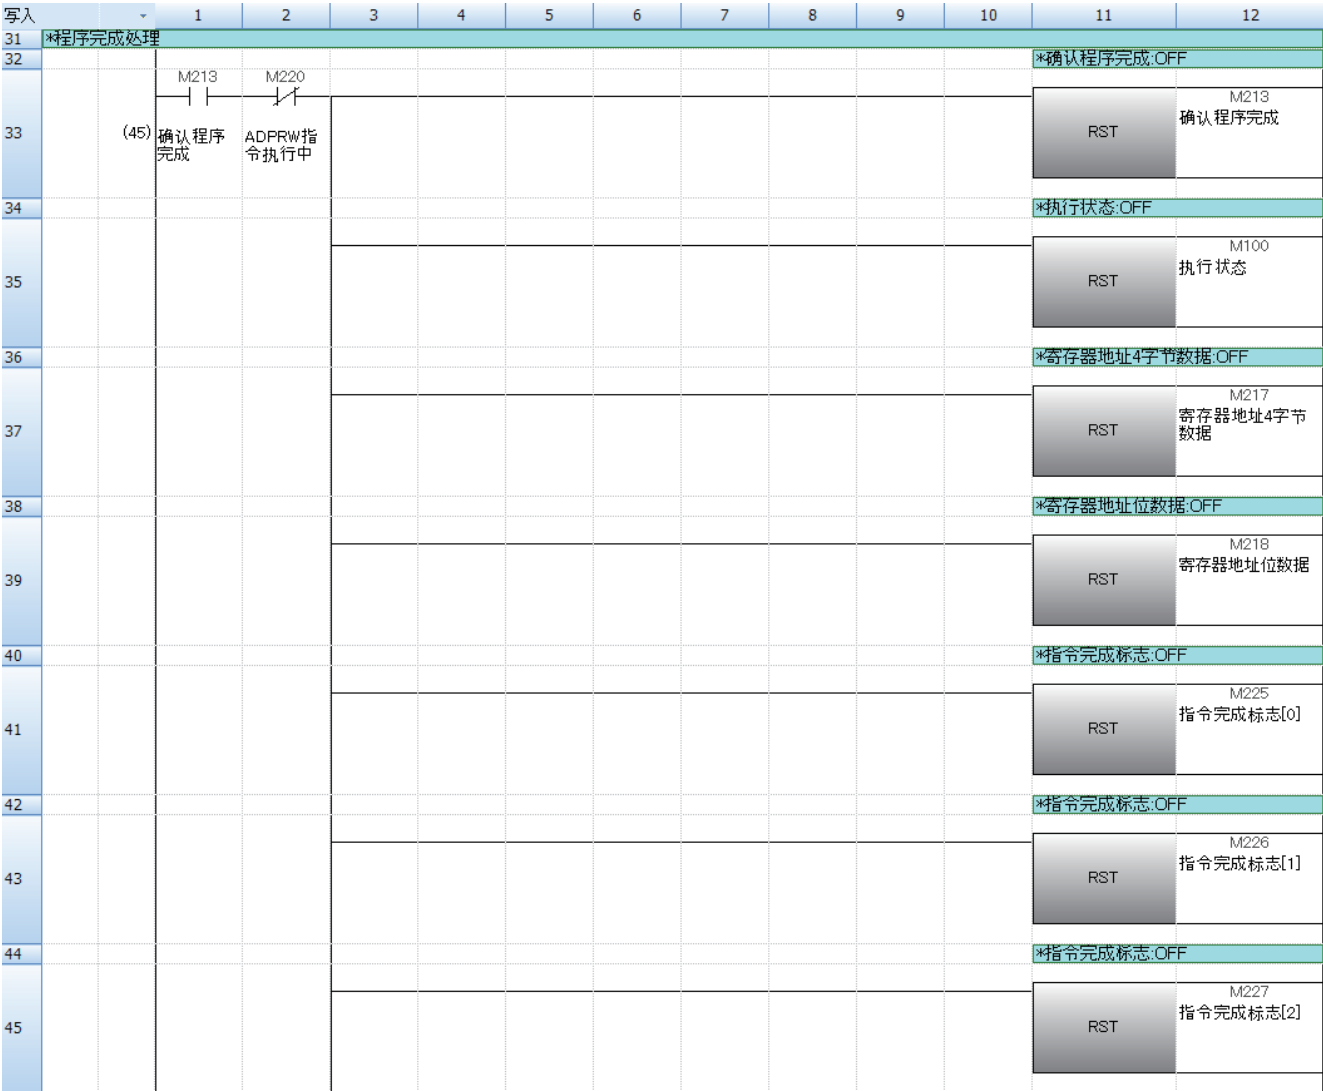 写入
1 2 3 4 5 6 7 8 9 10 11 12
31 *程序完成处理
32 *确认程序完成:OFF
M213 M220 M213
33 (45) 确认程序完成 ADPRW指令执行中 RST 确认程序完成
34 *执行状态:OFF
M100
35 RST 执行状态
36 *寄存器地址4字节数据:OFF
M217
37 RST 寄存器地址4字节数据
38 *寄存器地址位数据:OFF
M218
39 RST 寄存器地址位数据
40 *指令完成标志:OFF
M225
41 RST 指令完成标志[0]
42 *指令完成标志:OFF
M226
43 RST 指令完成标志[1]
44 *指令完成标志:OFF
M227
45 RST 指令完成标志[2]